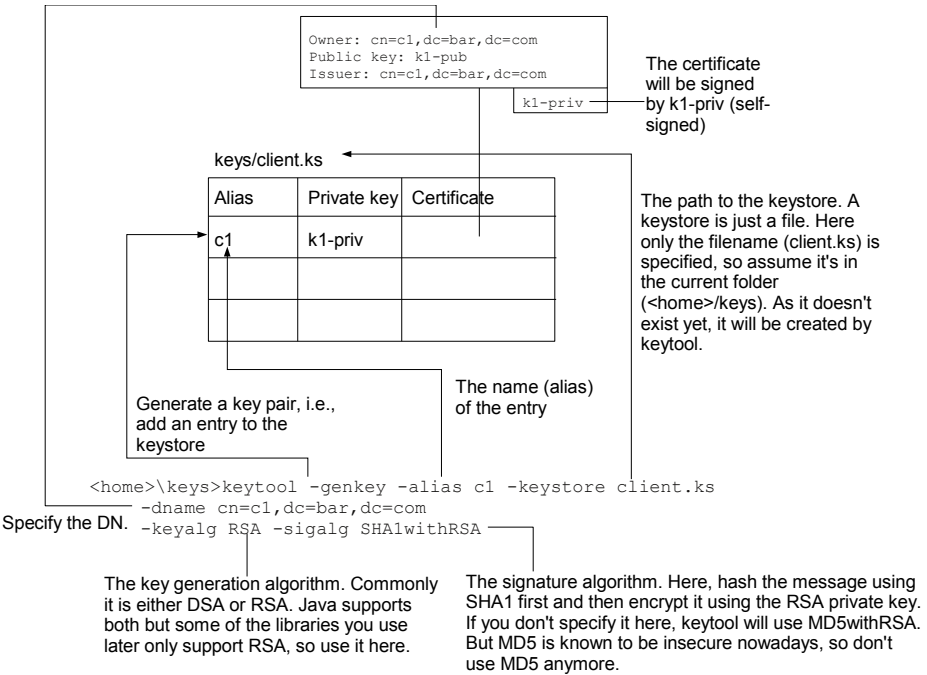 Owner: cn=c1,dc=bar,dc=com
Public key: k1-pub
Issuer: cn=c1,dc=bar,dc=com
k1-priv
The certificate
will be signed
by k1-priv (self-
signed)
keys/client.ks
Alias Private key Certificate
c1 k1-priv
The path to the keystore. A
keystore is just a file. Here
only the filename (client.ks) is
specified, so assume it's in
the current folder
(<home>/keys). As it doesn't
exist yet, it will be created by
keytool.
The name (alias)
of the entry
Generate a key pair, i.e.,
add an entry to the
keystore
<home>\keys>keytool -genkey -alias c1 -keystore client.ks
-dname cn=c1,dc=bar,dc=com
Specify the DN.
-keyalg RSA -sigalg SHA1withRSA
The key generation algorithm. Commonly
it is either DSA or RSA. Java supports
both but some of the libraries you use
later only support RSA, so use it here.
The signature algorithm. Here, hash the message using
SHA1 first and then encrypt it using the RSA private key.
If you don't specify it here, keytool will use MD5withRSA.
But MD5 is known to be insecure nowadays, so don't
use MD5 anymore.